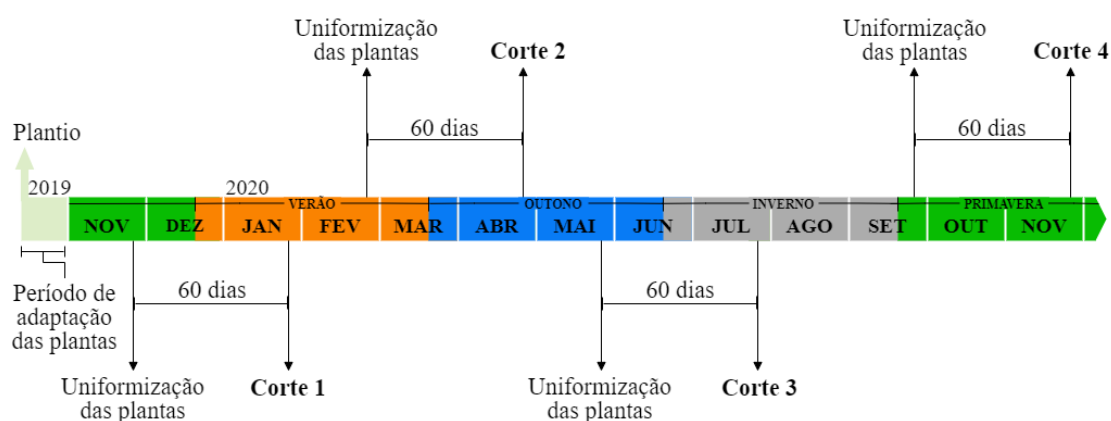 Uniformização
das plantas
Corte 2
Uniformização
das plantas
Corte 4
60 dias
60 dias
Plantio
2019
2020
VERÃO
OUTONO
INVERNO
PRIMAVERA
NOV
DEZ
JAN
FEV
MAR
ABR
MAI
JUN
JUL
AGO
SET
OUT
NOV
Período de
adaptação
das plantas
60 dias
60 dias
Uniformização
das plantas
Corte 1
Uniformização
das plantas
Corte 3